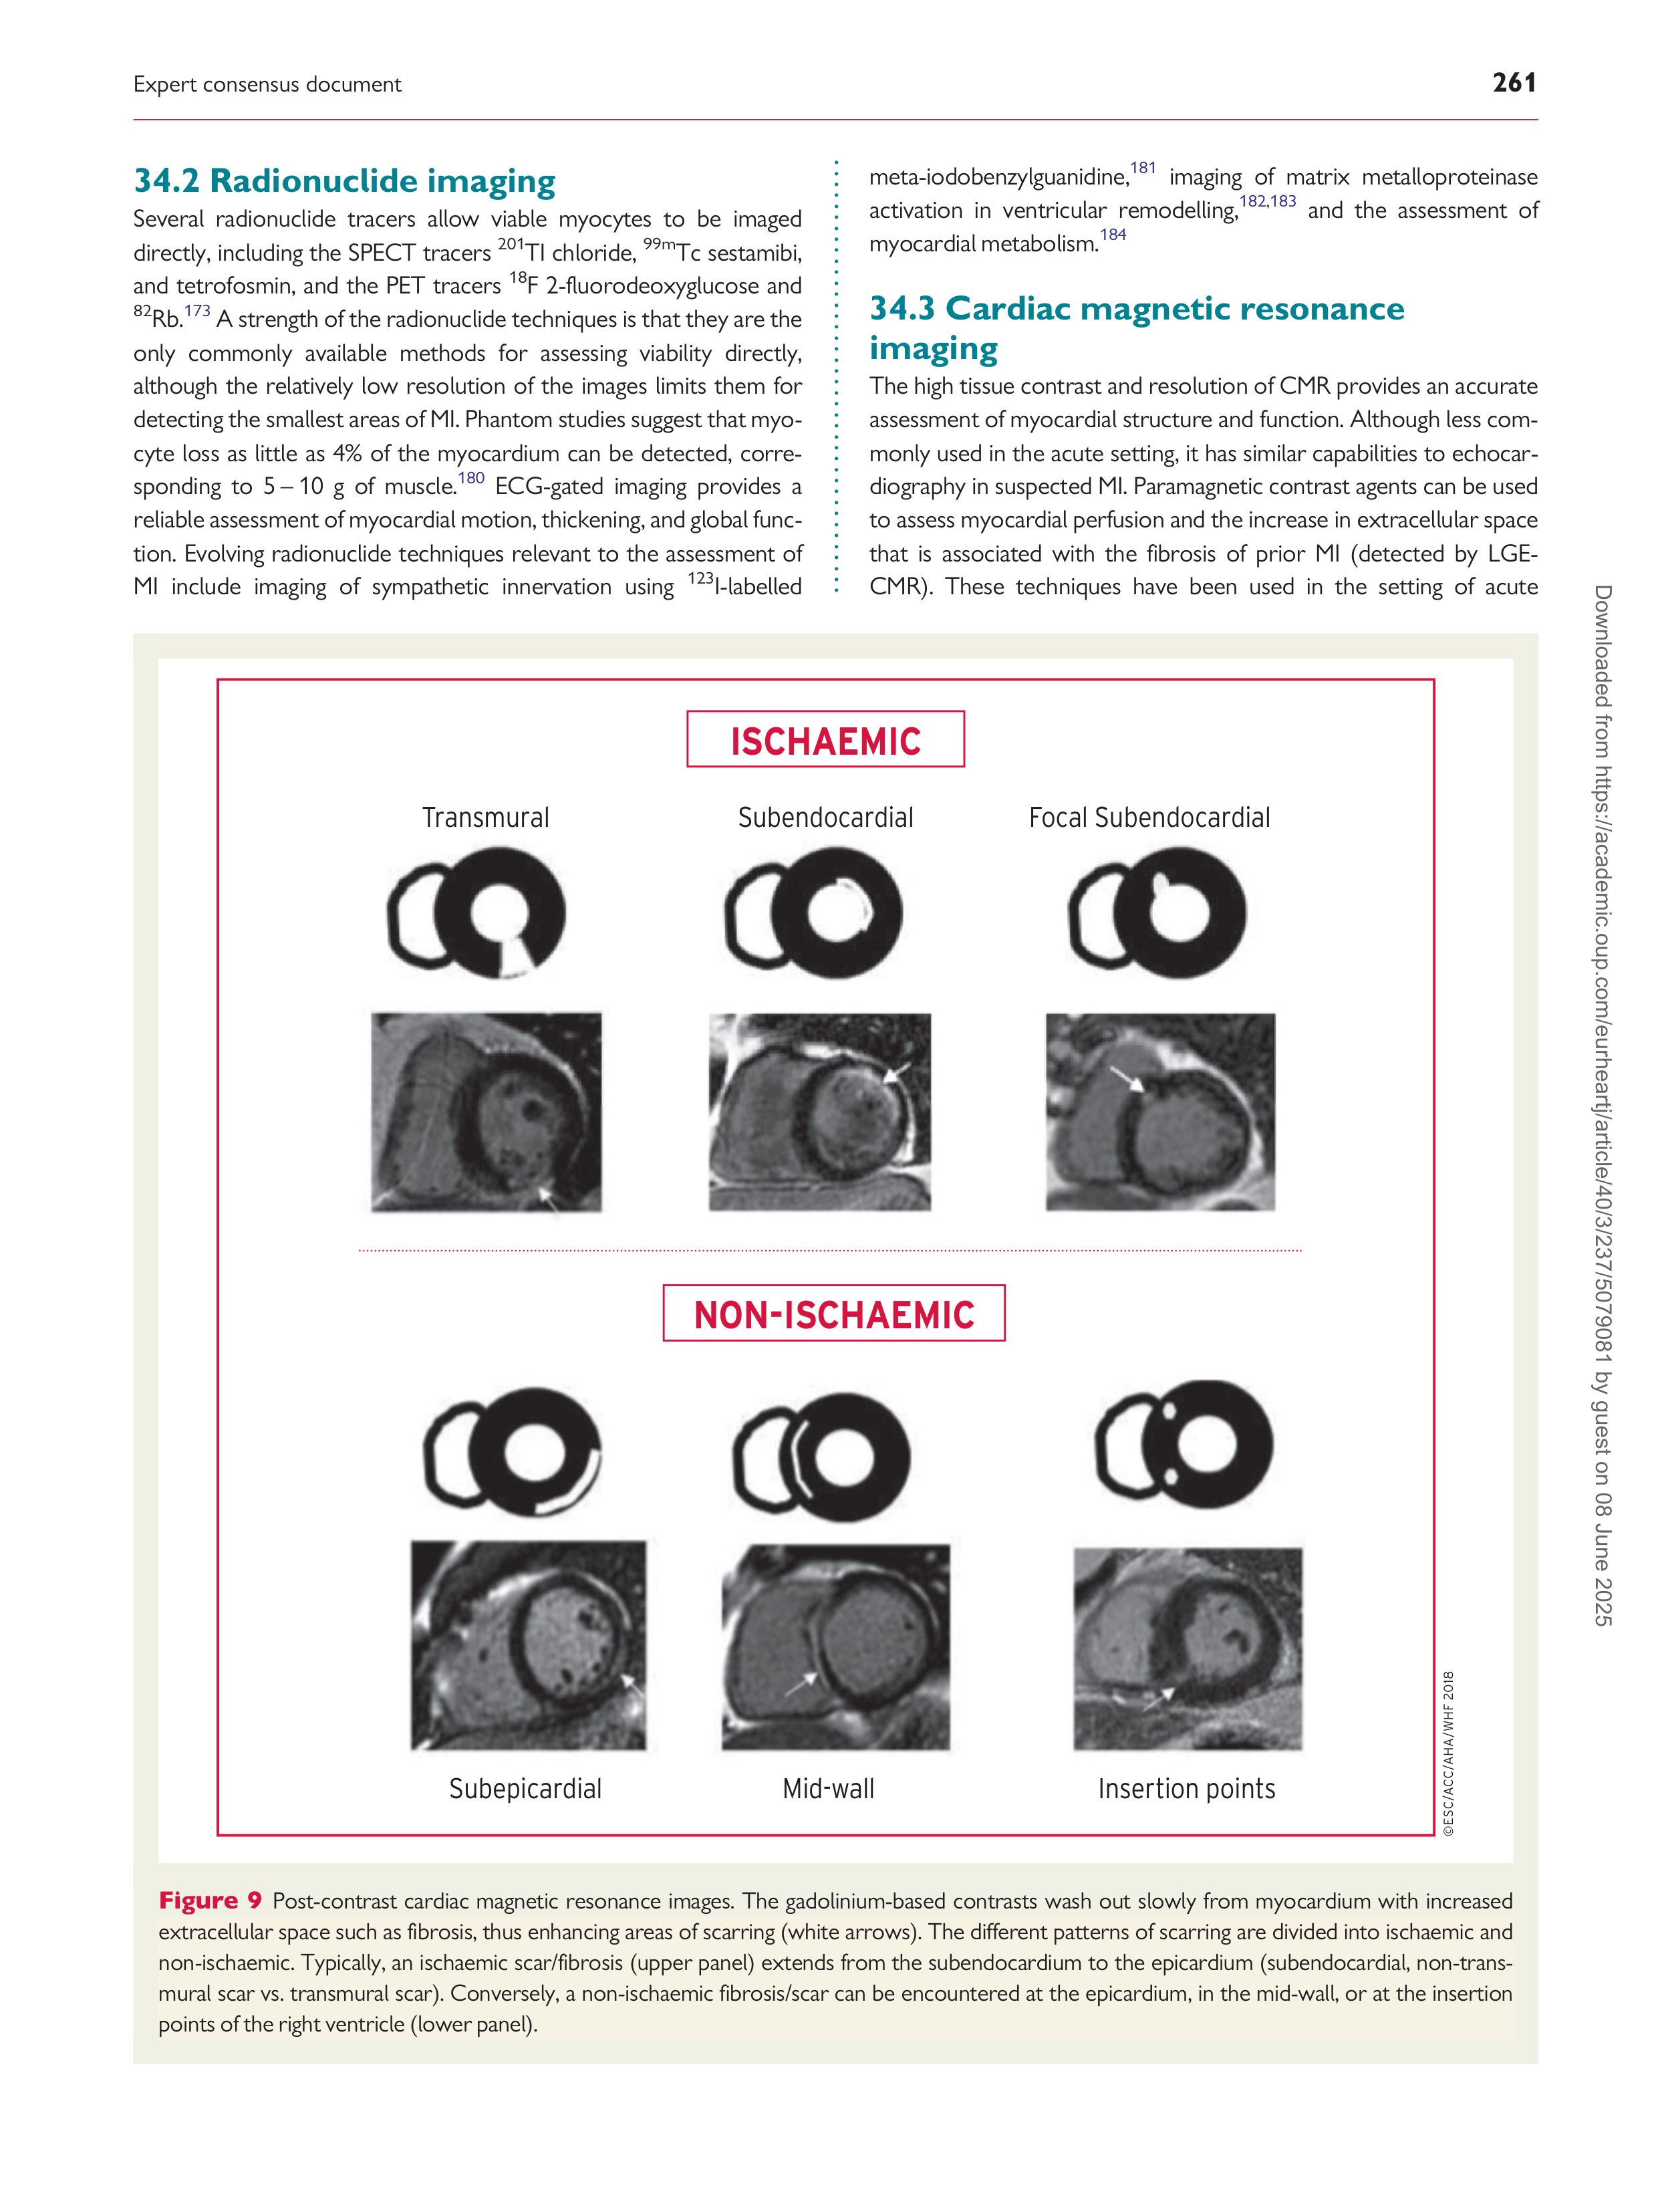 Expert consensus document
261
34.2 Radionuclide imaging
Several radionuclide tracers allow viable myocytes to be imaged
directly, including the SPECT tracers 201Tl chloride, 99mTc sestamibi,
and tetrofosmin, and the PET tracers 18F 2-fluorodeoxyglucose and
82Rb.173 A strength of the radionuclide techniques is that they are the
only commonly available methods for assessing viability directly,
although the relatively low resolution of the images limits them for
detecting the smallest areas of MI. Phantom studies suggest that myo-
cyte loss as little as 4% of the myocardium can be detected, corre-
sponding to 5–10 g of muscle.180 ECG-gated imaging provides a
reliable assessment of myocardial motion, thickening, and global func-
tion. Evolving radionuclide techniques relevant to the assessment of
MI include imaging of sympathetic innervation using 123I-labelled
meta-iodobenzylguanidine,181 imaging of matrix metalloproteinase
activation in ventricular remodelling,182,183 and the assessment of
myocardial metabolism.184
34.3 Cardiac magnetic resonance
imaging
The high tissue contrast and resolution of CMR provides an accurate
assessment of myocardial structure and function. Although less com-
monly used in the acute setting, it has similar capabilities to echocar-
diography in suspected MI. Paramagnetic contrast agents can be used
to assess myocardial perfusion and the increase in extracellular space
that is associated with the fibrosis of prior MI (detected by LGE-
CMR). These techniques have been used in the setting of acute
ISCHAEMIC
Transmural
Subendocardial
Focal Subendocardial
NON-ISCHAEMIC
Subepicardial
Mid-wall
Insertion points
©ESC/ACC/AHA/WHF 2018
Figure 9 Post-contrast cardiac magnetic resonance images. The gadolinium-based contrasts wash out slowly from myocardium with increased
extracellular space such as fibrosis, thus enhancing areas of scarring (white arrows). The different patterns of scarring are divided into ischaemic and
non-ischaemic. Typically, an ischaemic scar/fibrosis (upper panel) extends from the subendocardium to the epicardium (subendocardial, non-trans-
mural scar vs. transmural scar). Conversely, a non-ischaemic fibrosis/scar can be encountered at the epicardium, in the mid-wall, or at the insertion
points of the right ventricle (lower panel).
Downloaded from https://academic.oup.com/eurheartj/article/40/3/237/5079081 by guest on 08 June 2025